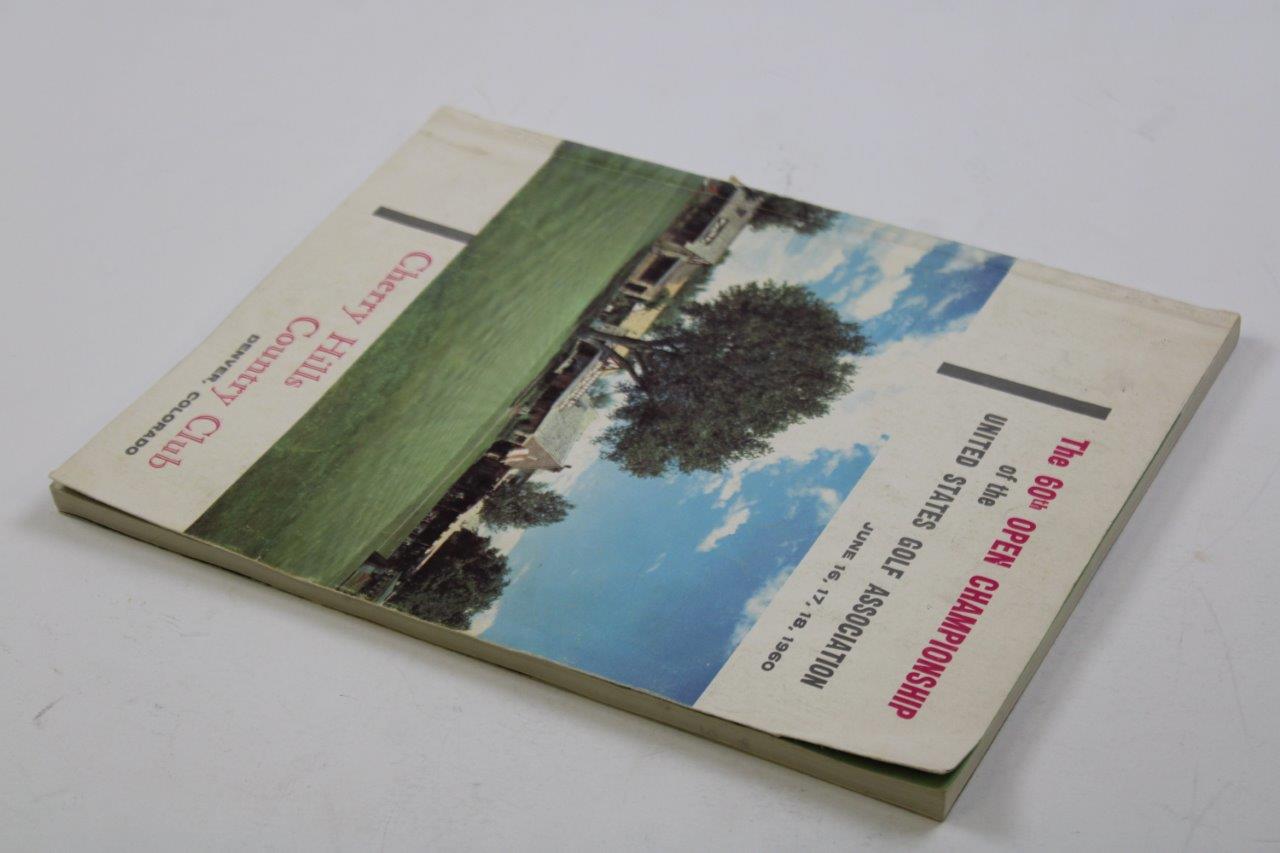 The 60th OPEN CHAMPIONSHIP
of the
UNITED STATES GOLF ASSOCIATION
JUNE 16, 17, 18, 1960
Cherry Hills
Country Club
DENVER, COLORADO